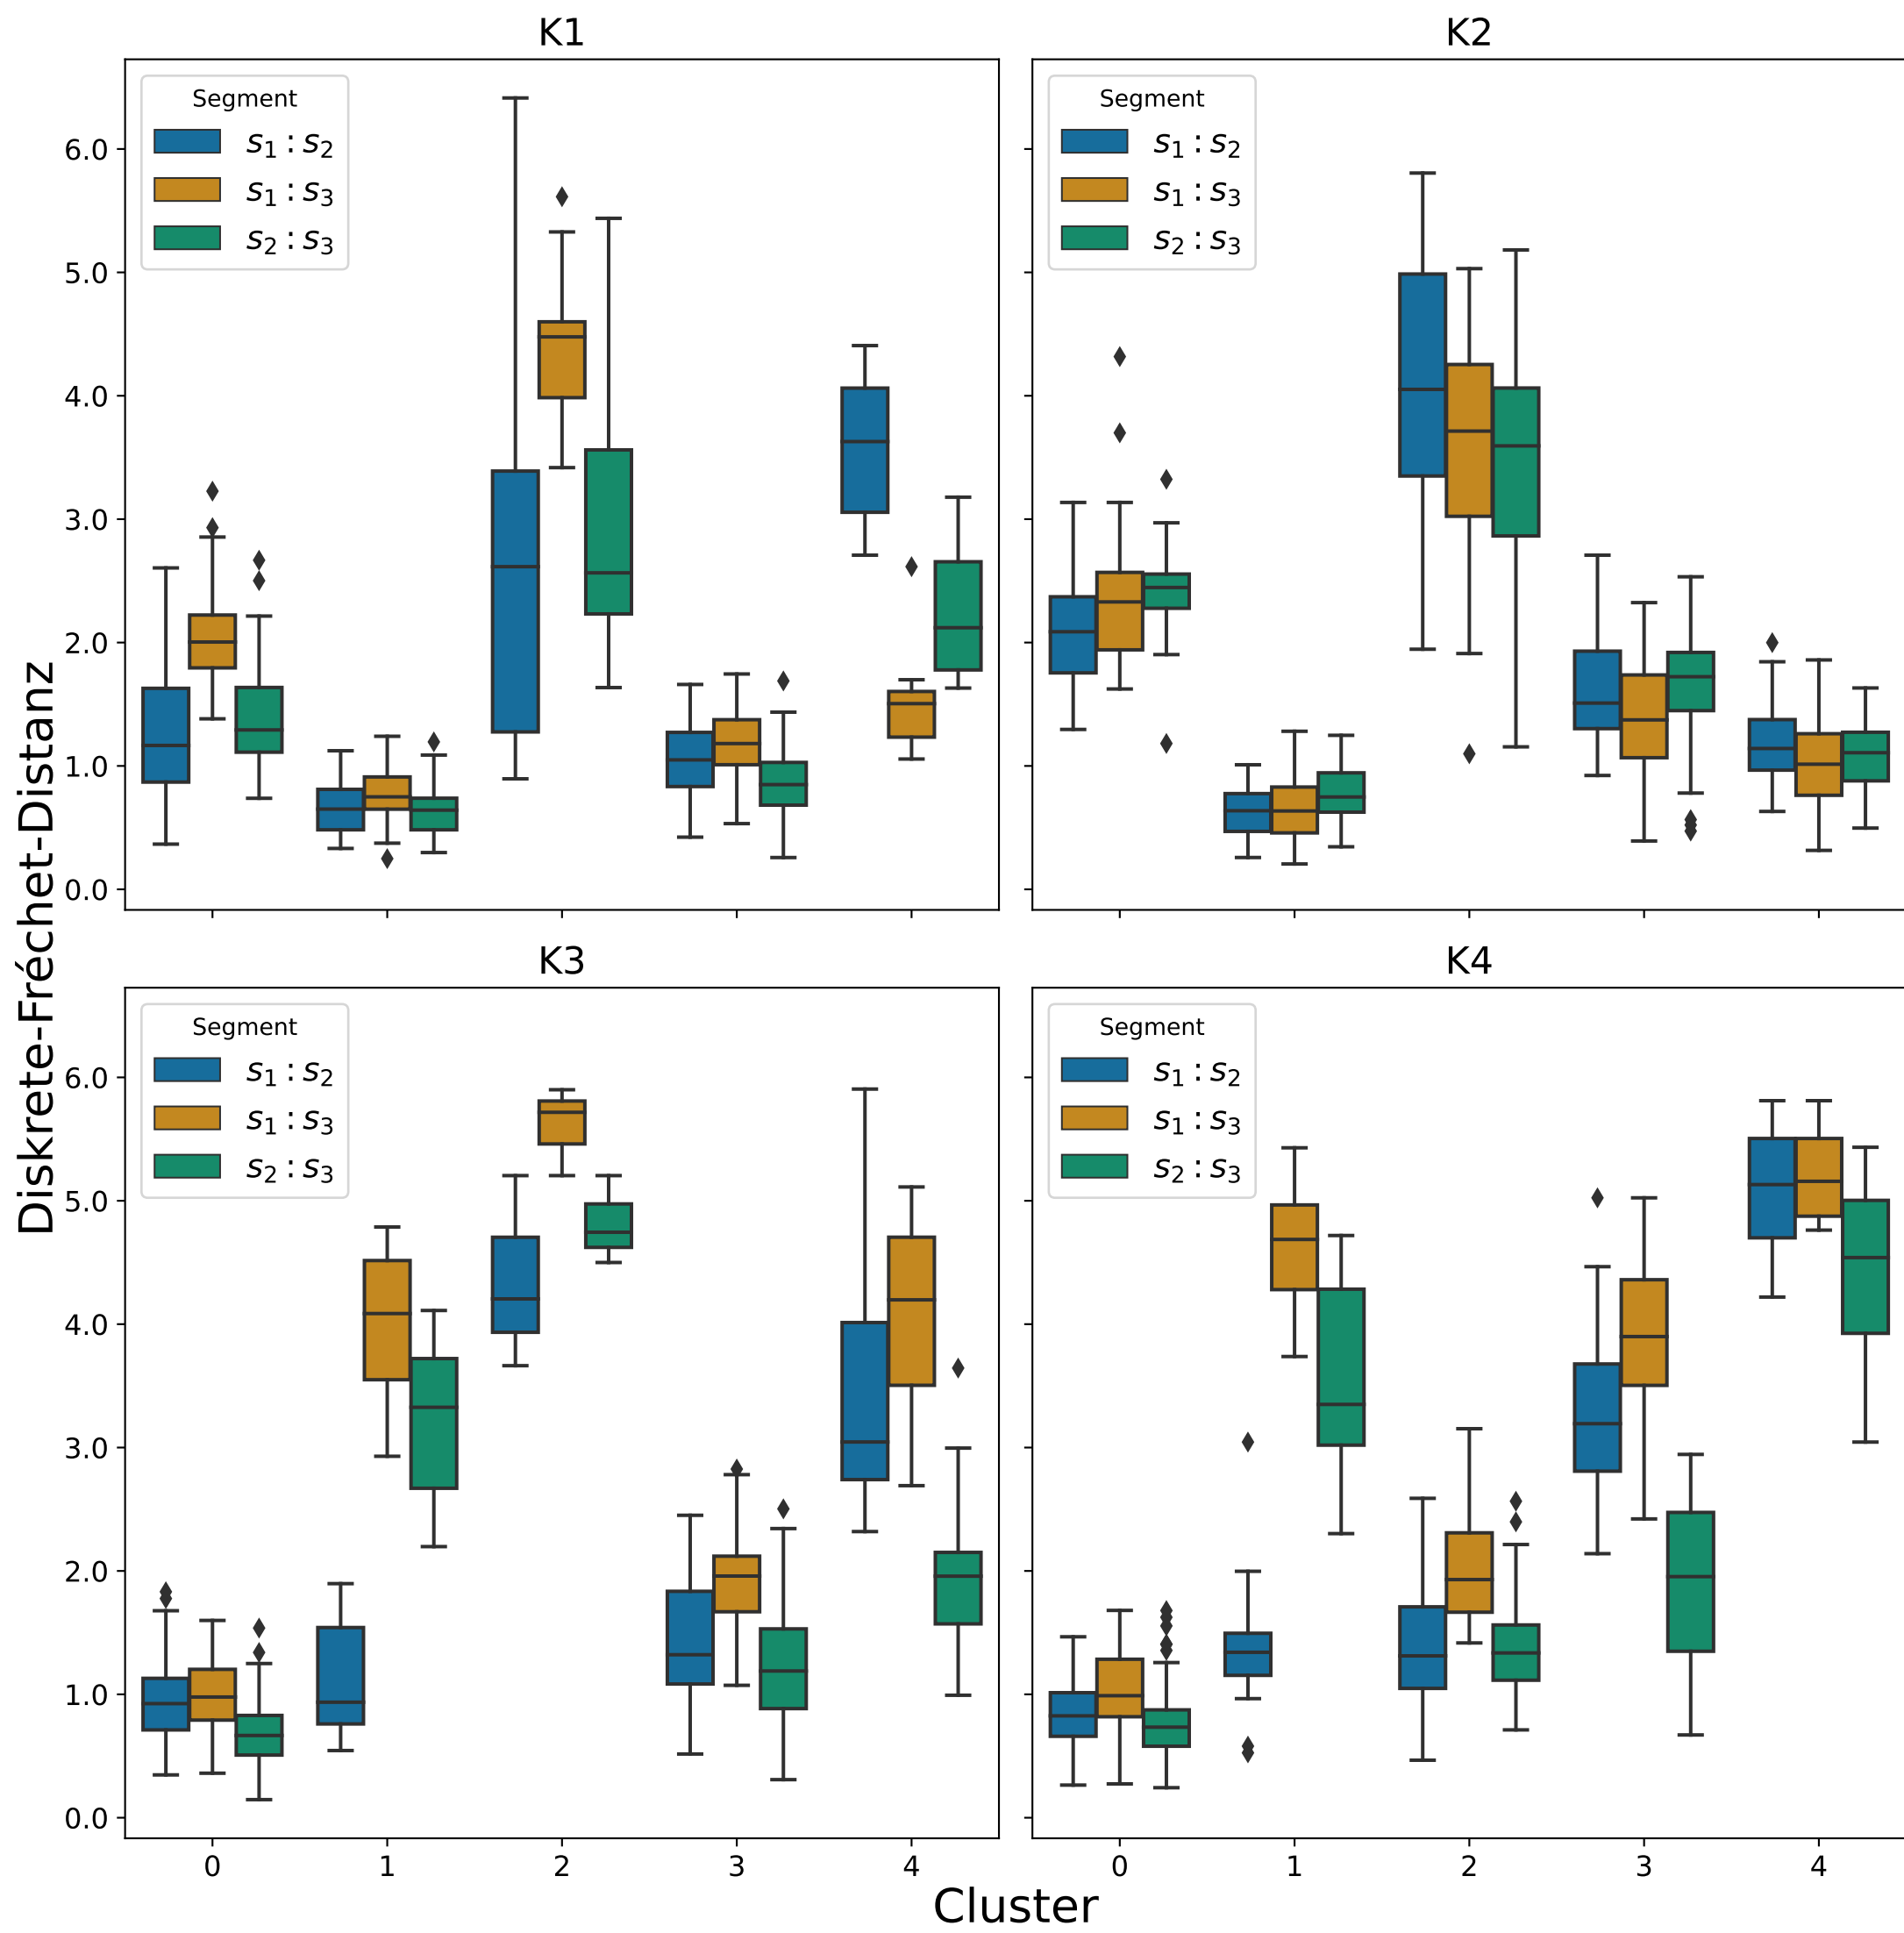 K1
Segment
s₁ : s₂
s₁ : s₃
s₂ : s₃
6.0
5.0
4.0
3.0
2.0
1.0
0.0
K2
Segment
s₁ : s₂
s₁ : s₃
s₂ : s₃
Diskrete-Fréchet-Distanz
K3
Segment
s₁ : s₂
s₁ : s₃
s₂ : s₃
6.0
5.0
4.0
3.0
2.0
1.0
0.0
0 1 2 3 4
K4
Segment
s₁ : s₂
s₁ : s₃
s₂ : s₃
0 1 2 3 4
Cluster